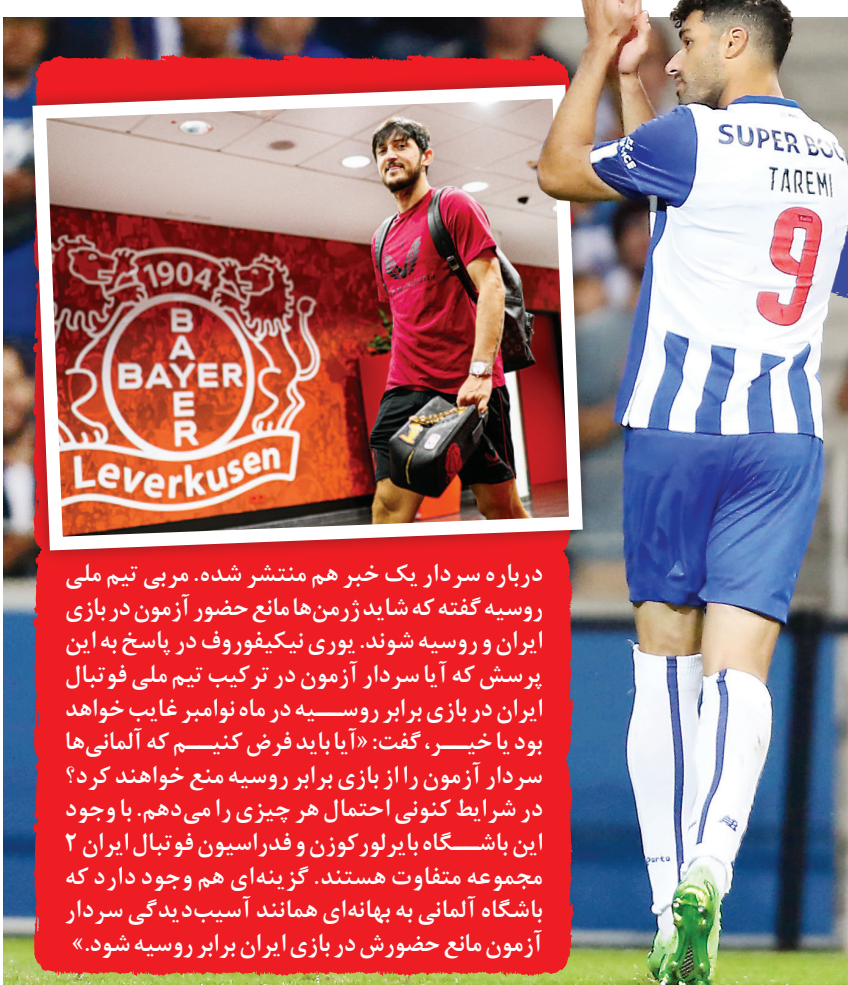 SUPER BOC
TAREMI
9
1904
BAYER
BAYER
Leverkusen
درباره سردار یک خبر هم منتشر شده. مربی تیم ملی
روسیه گفته که شاید ژرمن‌ها مانع حضور آزمون در بازی
ایران و روسیه شوند. یوری نیکیفوروف در پاسخ به این
پرسش که آیا سردار آزمون در ترکیب تیم ملی فوتبال
ایران در بازی برابر روسیه در ماه نوامبر غایب خواهد
بود یا خیر، گفت: «آیا باید فرض کنیم که آلمانی‌ها
سردار آزمون را از بازی برابر روسیه منع خواهند کرد؟
در شرایط کنونی احتمال هر چیزی را می‌دهم. با وجود
این باشگاه بایرلورکوزن و فدراسیون فوتبال ایران ۲
مجموعه متفاوت هستند. گزینه‌ای هم وجود دارد که
باشگاه آلمانی به بهانه‌ای همانند آسیب‌دیدگی سردار
آزمون مانع حضورش در بازی ایران برابر روسیه شود.»